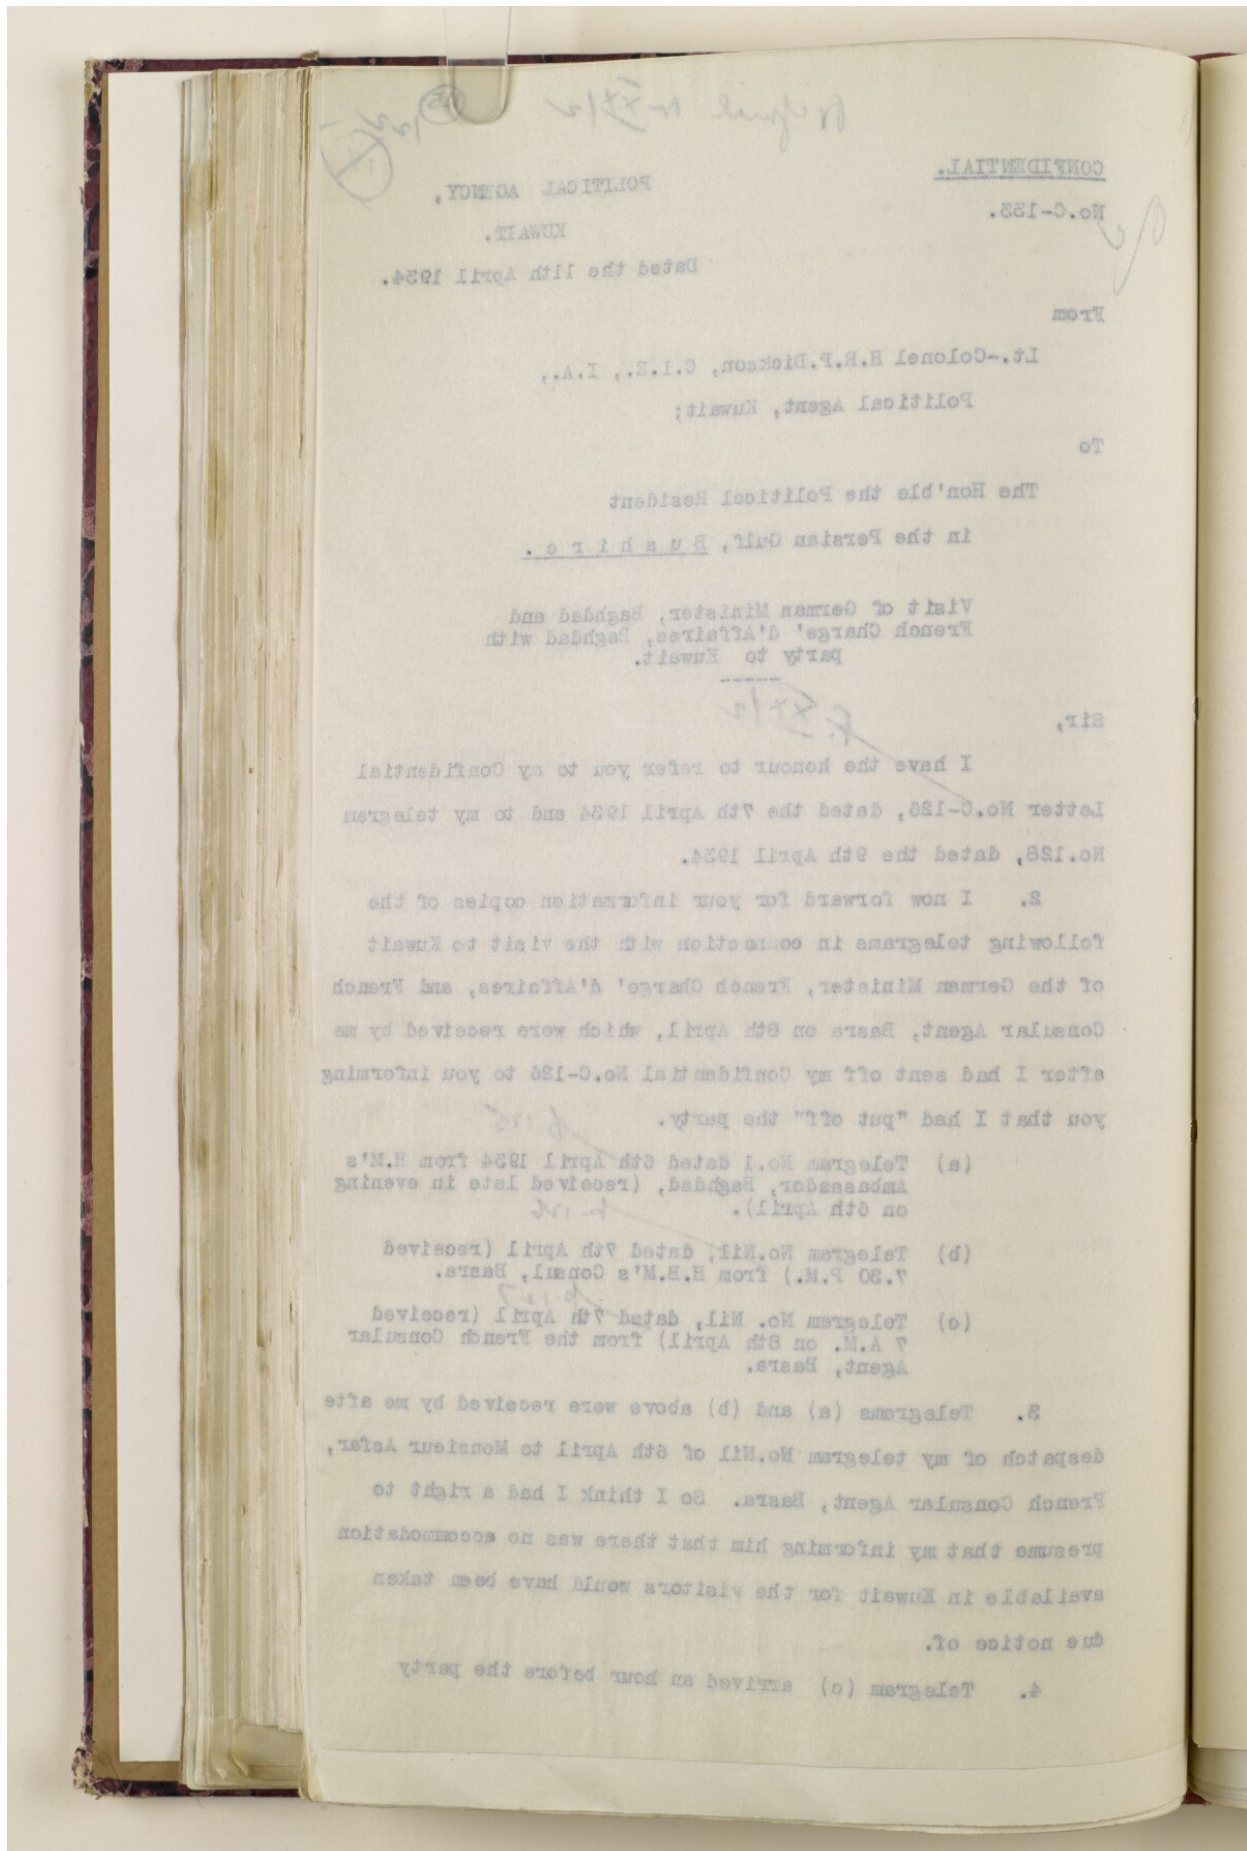 CONFIDENTIAL.
No.C-133.
POLITICAL AGENCY,
KUWAIT.
Dated the 11th April 1934.
From
Lt.-Colonel H.R.P.Dickson, C.I.E., I.A.,
Political Agent, Kuwait;
To
The Hon'ble the Political Resident
in the Persian Gulf, Bushire.
Visit of German Minister, Baghdad and
French Charge' d'Affaires, Baghdad with
party to Kuwait.
Sir,
I have the honour to refer you to my Confidential
Letter No.C-126, dated the 7th April 1934 and to my telegram
No.128, dated the 9th April 1934.
2. I now forward for your information copies of the
following telegrams in connection with the visit to Kuwait
of the German Minister, French Charge' d'Affaires, and French
Consular Agent, Basra on 8th April, which were received by me
after I had sent off my Confidential No.C-126 to you informing
you that I had "put off" the party.
(a) Telegram No.1 dated 6th April 1934 from H.M's
Ambassador, Baghdad, (received late in evening
on 6th April).
(b) Telegram No.Nil, dated 7th April (received
7.30 P.M.) from H.B.M's Consul, Basra.
(c) Telegram No. Nil, dated 7th April (received
7 A.M. on 8th April) from the French Consular
Agent, Basra.
3. Telegrams (a) and (b) above were received by me afte
despatch of my telegram No.Nil of 6th April to Monsieur Asfar,
French Consular Agent, Basra. So I think I had a right to
presume that my informing him that there was no accommodation
available in Kuwait for the visitors would have been taken
due notice of.
4. Telegram (c) arrived an hour before the party